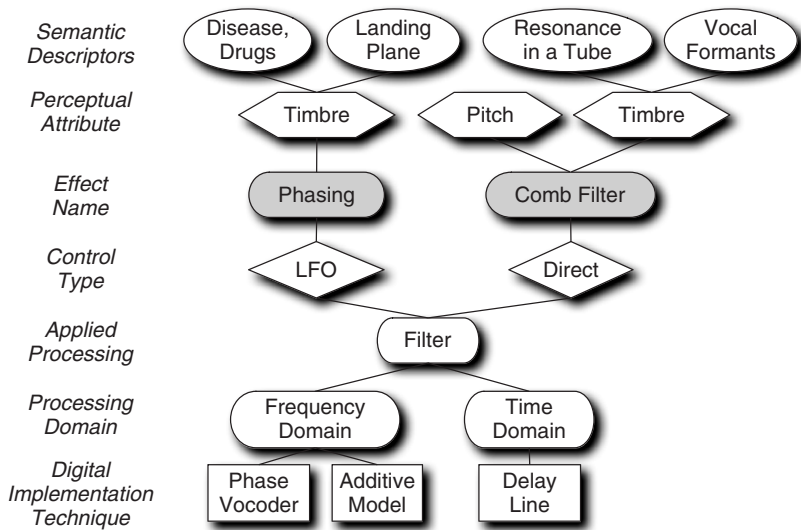 Semantic
Descriptors
Disease,
Drugs
Landing
Plane
Resonance
in a Tube
Vocal
Formants
Perceptual
Attribute
Timbre
Pitch
Timbre
Effect
Name
Phasing
Comb Filter
Control
Type
LFO
Direct
Applied
Processing
Filter
Processing
Domain
Frequency
Domain
Time
Domain
Digital
Implementation
Technique
Phase
Vocoder
Additive
Model
Delay
Line